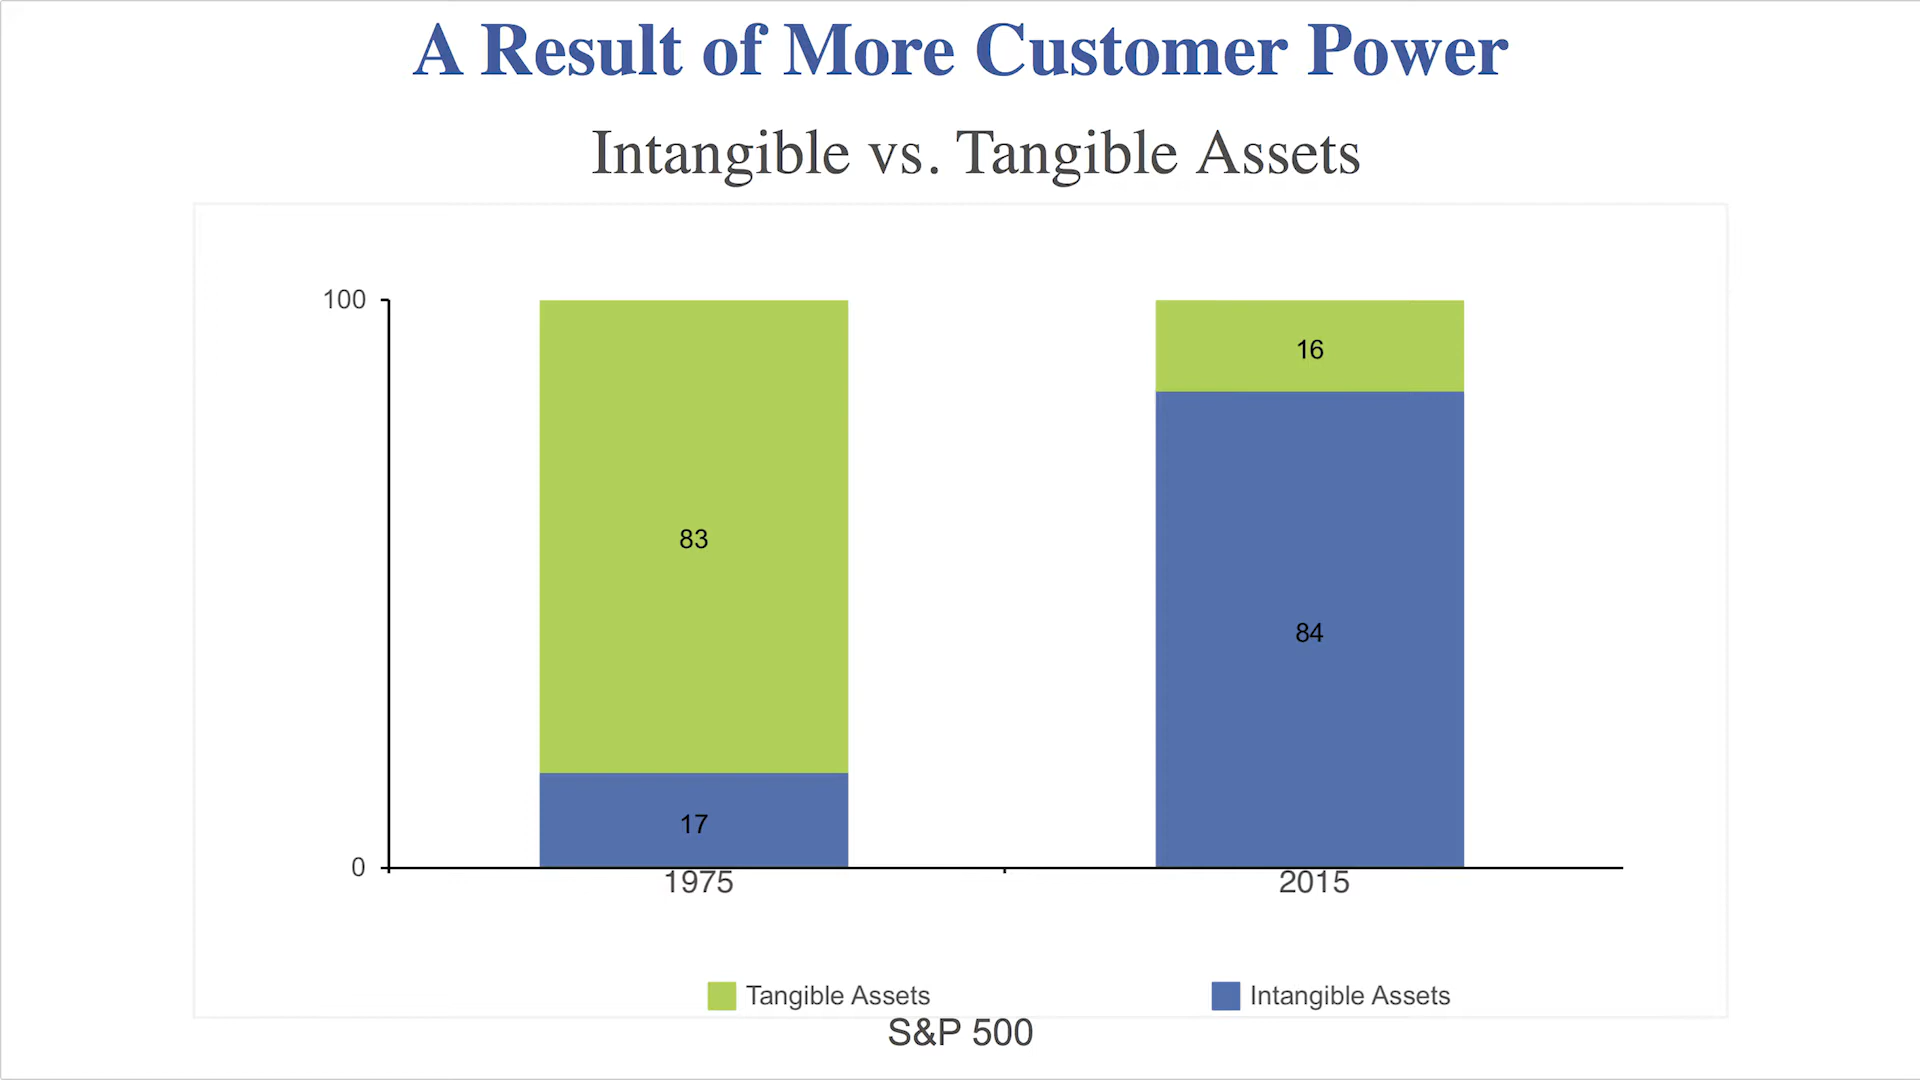 A Result of More Customer Power
Intangible vs. Tangible Assets
100
83
16
84
17
0
1975
2015
Tangible Assets
Intangible Assets
S&P 500